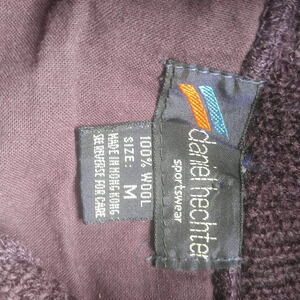 daniel hechter
sportswear
100% WOOL
SIZE: M
MADE IN HONG KONG
SEE REVERSE FOR CARE